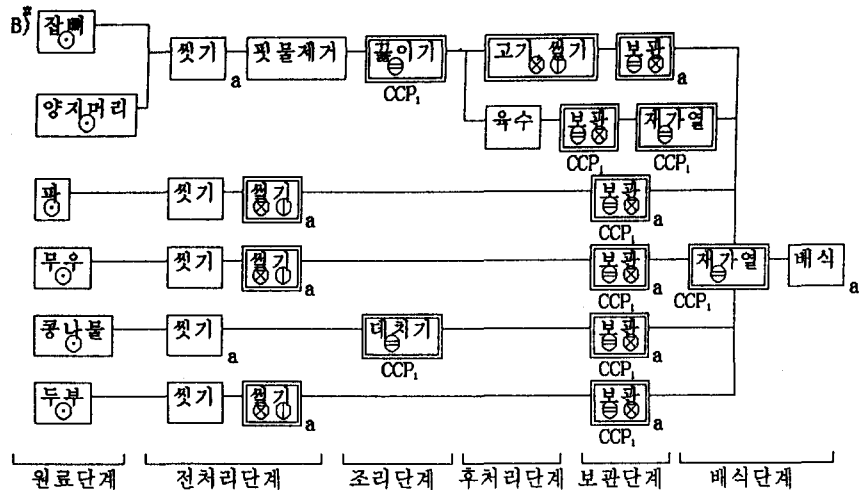 B)* 잡뼈
씻기 a 핏물제거 끓이기 CCP₁ 고기 썰기 보관 a
양지머리
육수 보관 CCP₁ 재가열 CCP₁
파 씻기 썰기 a 보관 CCP₁ a
무우 씻기 썰기 a 보관 CCP₁ a 재가열 CCP₁ 배식 a
콩나물 씻기 a 데치기 CCP₁ 보관 CCP₁ a
두부 씻기 썰기 a 보관 CCP₁ a
원료단계 전처리단계 조리단계 후처리단계 보관단계 배식단계